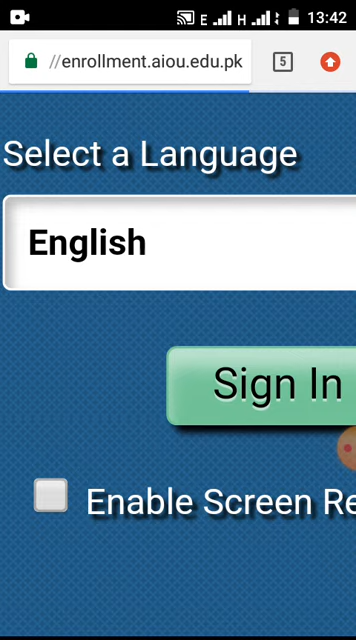 E H 13:42
//enrollment.aiou.edu.pk 5
Select a Language
English
Sign In
Enable Screen Re